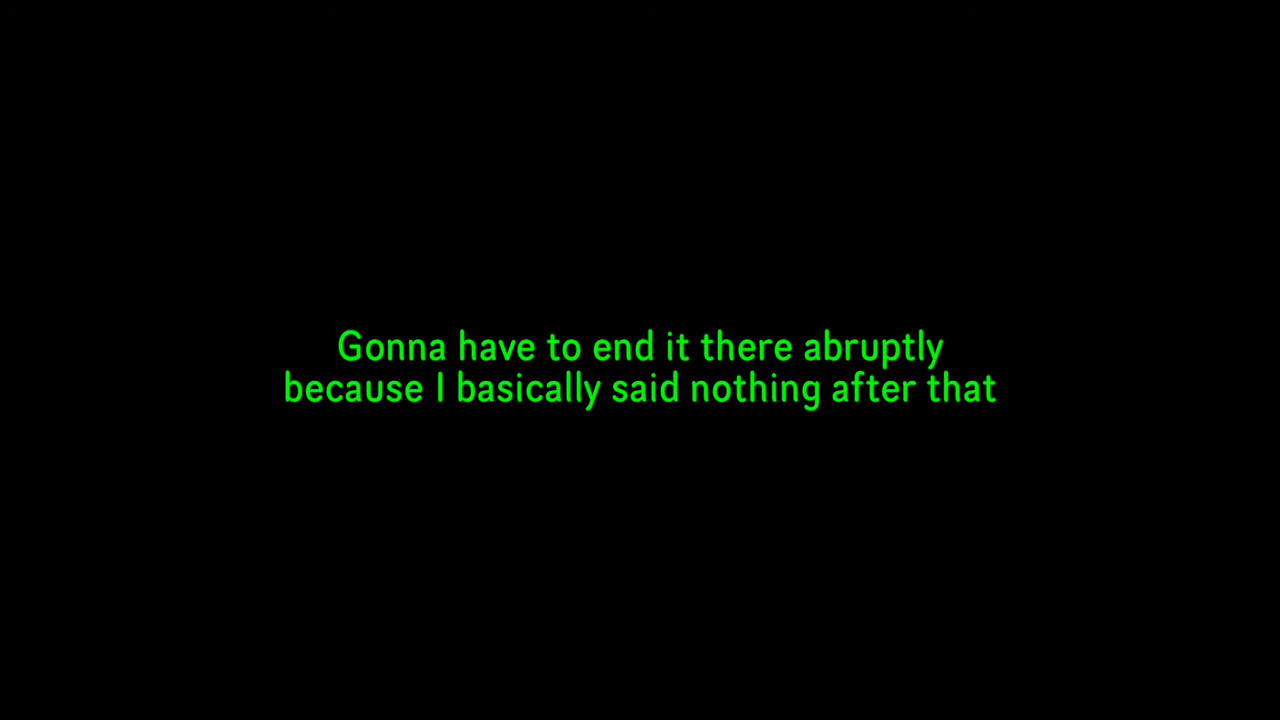 Gonna have to end it there abruptly
because I basically said nothing after that